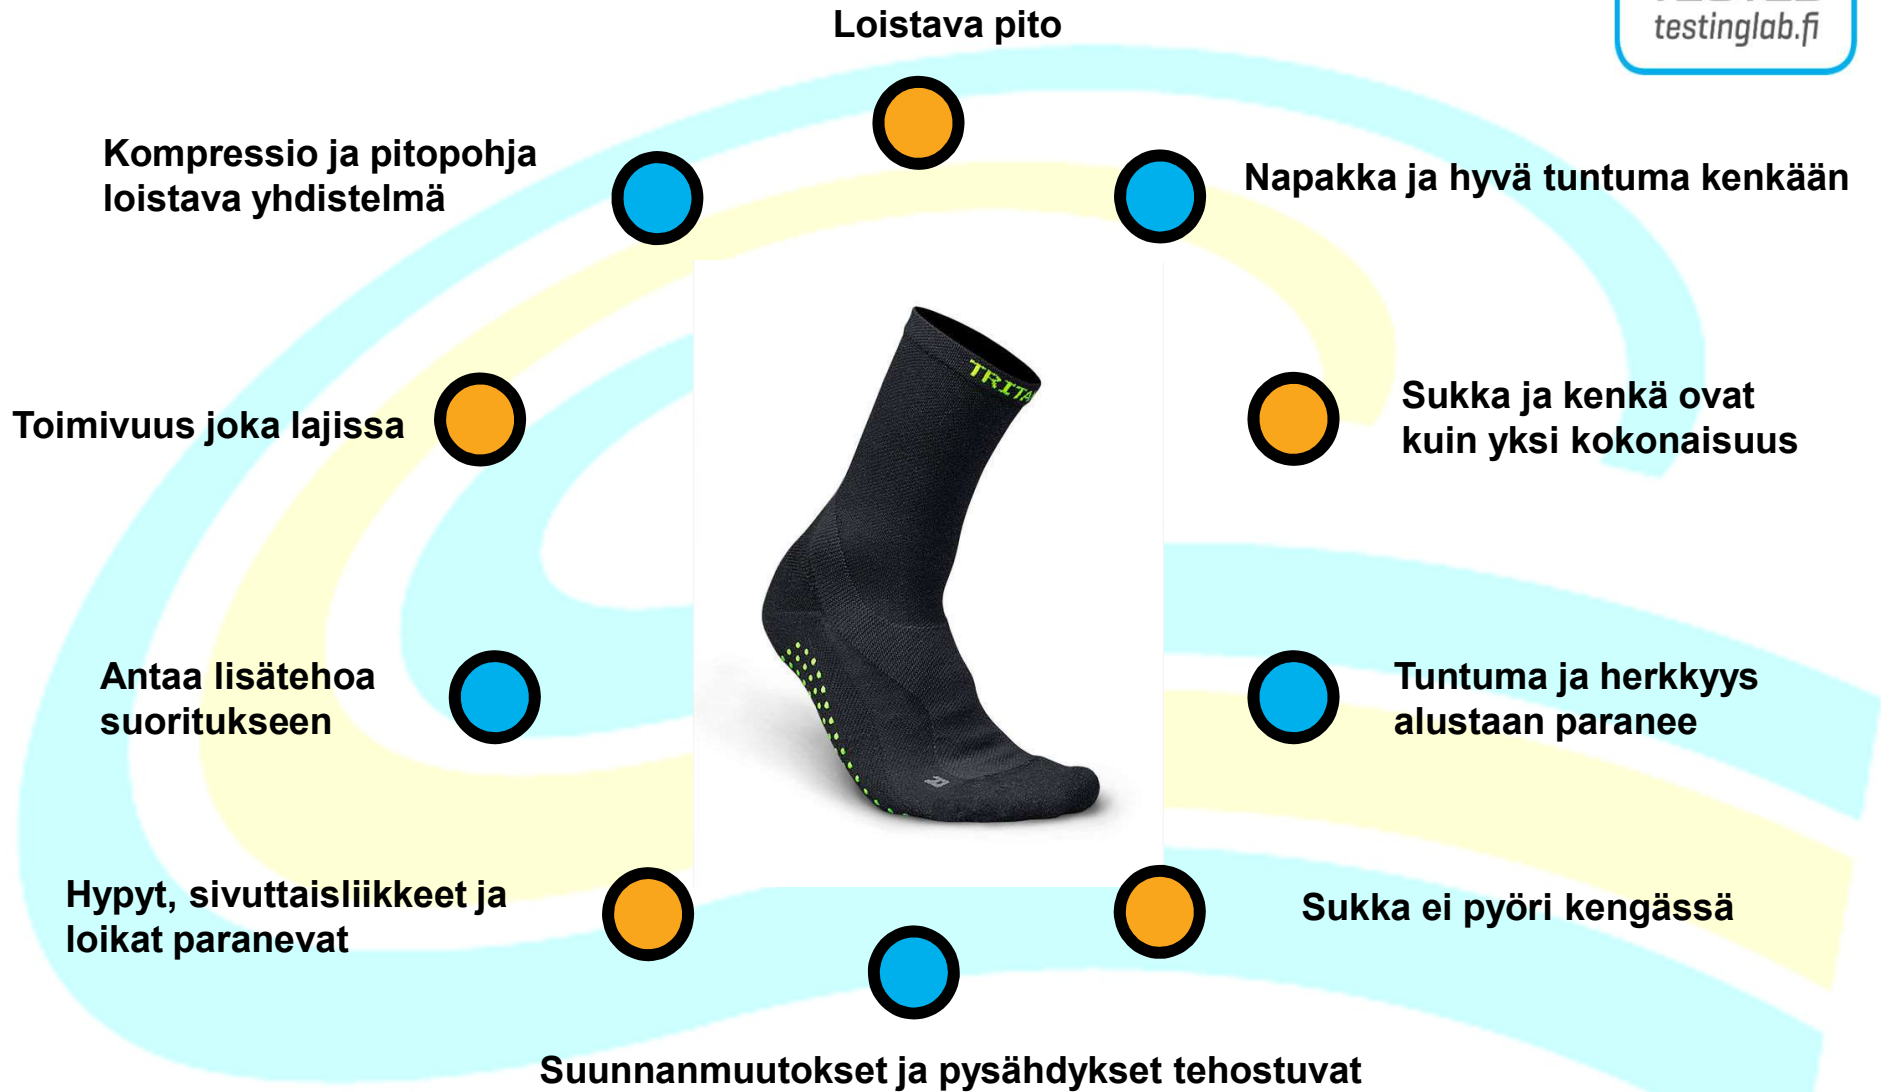 Loistava pito
testinglab.fi
Kompressio ja pitopohja
loistava yhdistelmä
Napakka ja hyvä tuntuma kenkään
Toimivuus joka lajissa
Sukka ja kenkä ovat
kuin yksi kokonaisuus
Antaa lisätehoa
suoritukseen
Tuntuma ja herkkyys
alustaan paranee
Hypyt, sivuttaisliikkeet ja
loikat paranevat
Sukka ei pyöri kengässä
Suunnanmuutokset ja pysähdykset tehostuvat